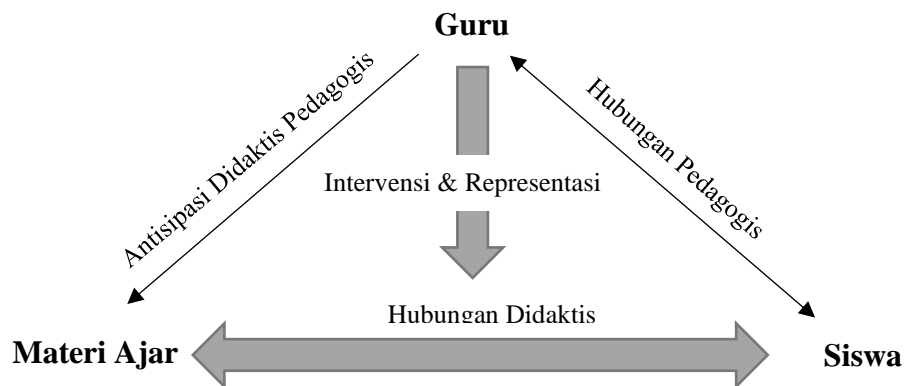 Guru
Antisipasi Didaktis Pedagogis
Hubungan Pedagogis
Intervensi & Representasi
Hubungan Didaktis
Materi Ajar
Siswa